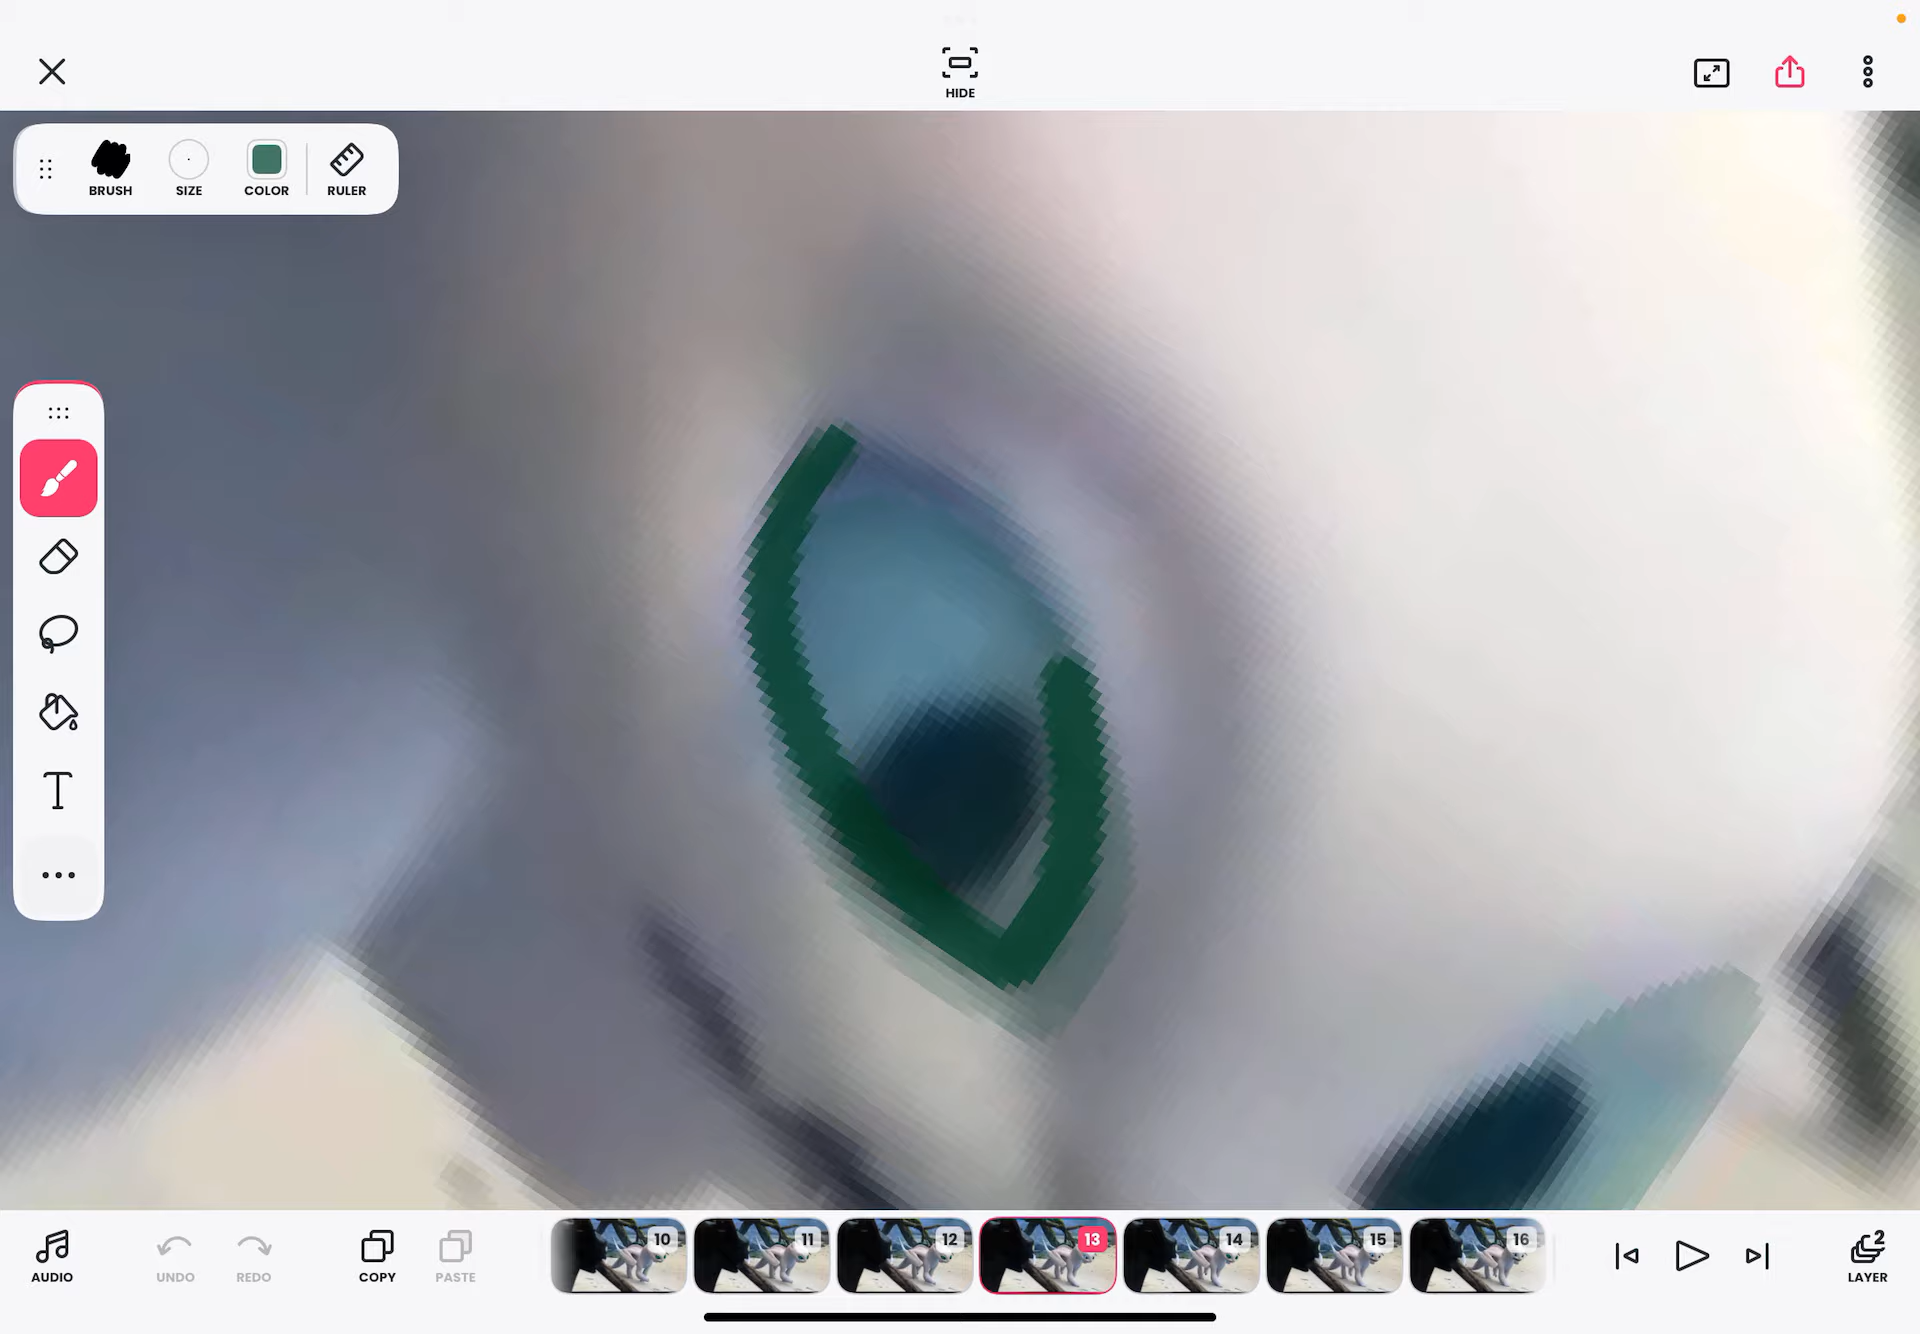 HIDE
BRUSH SIZE COLOR RULER
T
10 11 12 13 14 15 16
2
AUDIO UNDO REDO COPY PASTE LAYER